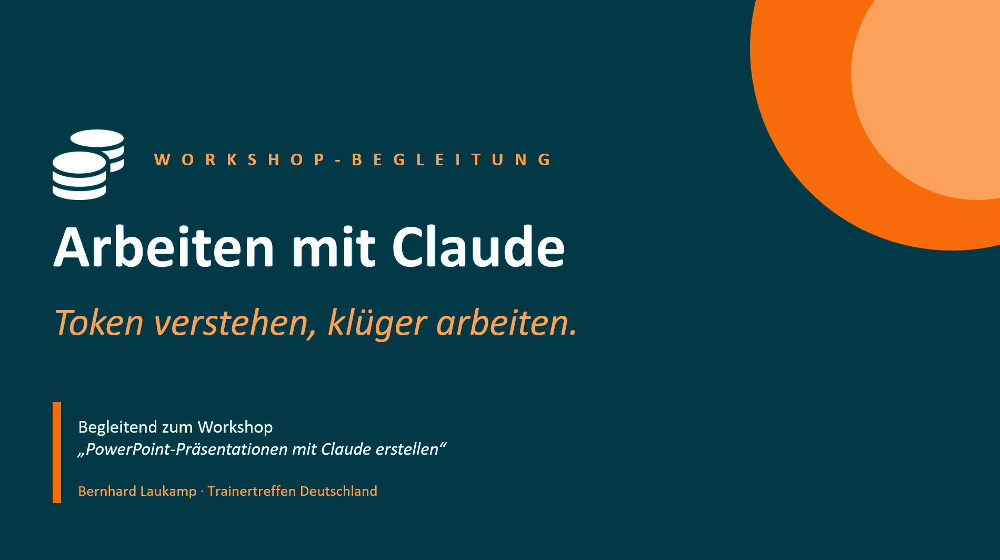 WORKSHOP-BEGLEITUNG
Arbeiten mit Claude
Token verstehen, klüger arbeiten.
Begleitend zum Workshop
„PowerPoint-Präsentationen mit Claude erstellen“
Bernhard Laukamp · Trainertreffen Deutschland